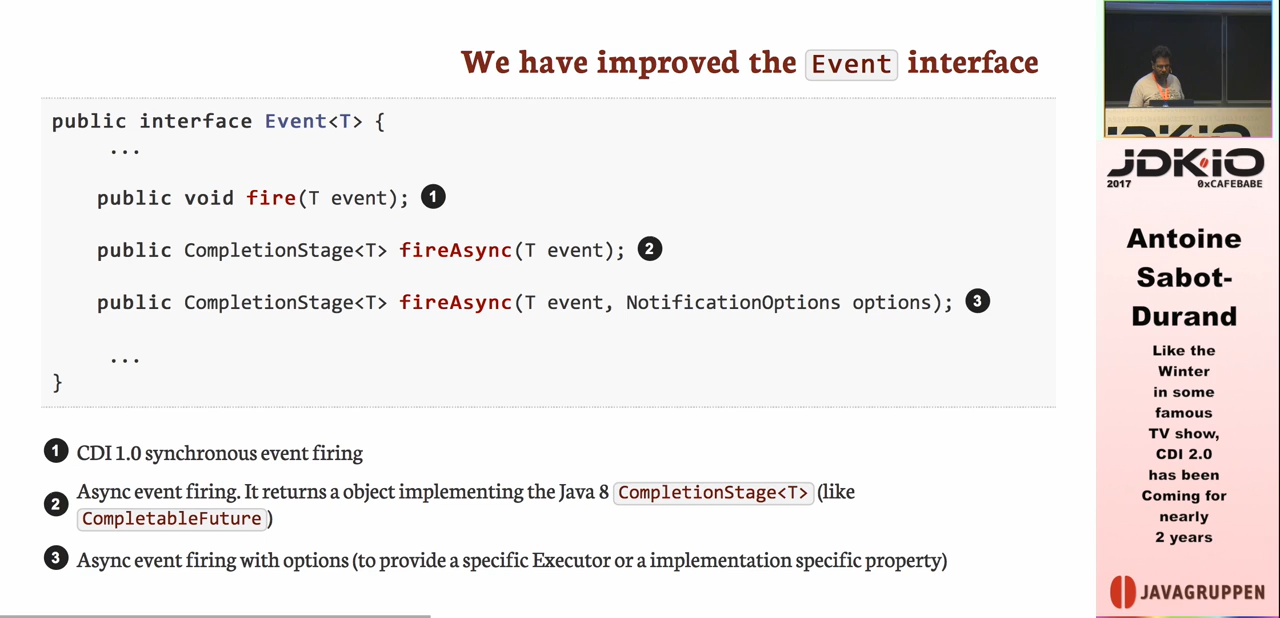 We have improved the Event interface
public interface Event<T> {
...
public void fire(T event); 1
public CompletionStage<T> fireAsync(T event); 2
public CompletionStage<T> fireAsync(T event, NotificationOptions options); 3
...
}
1 CDI 1.0 synchronous event firing
2 Async event firing. It returns a object implementing the Java 8 CompletionStage<T> (like
CompletableFuture)
3 Async event firing with options (to provide a specific Executor or a implementation specific property)
JDKIO
JDK.IO
2017 0xCAFEBABE
Antoine
Sabot-
Durand
Like the
Winter
in some
famous
TV show,
CDI 2.0
has been
Coming for
nearly
2 years
JAVAGRUPPEN